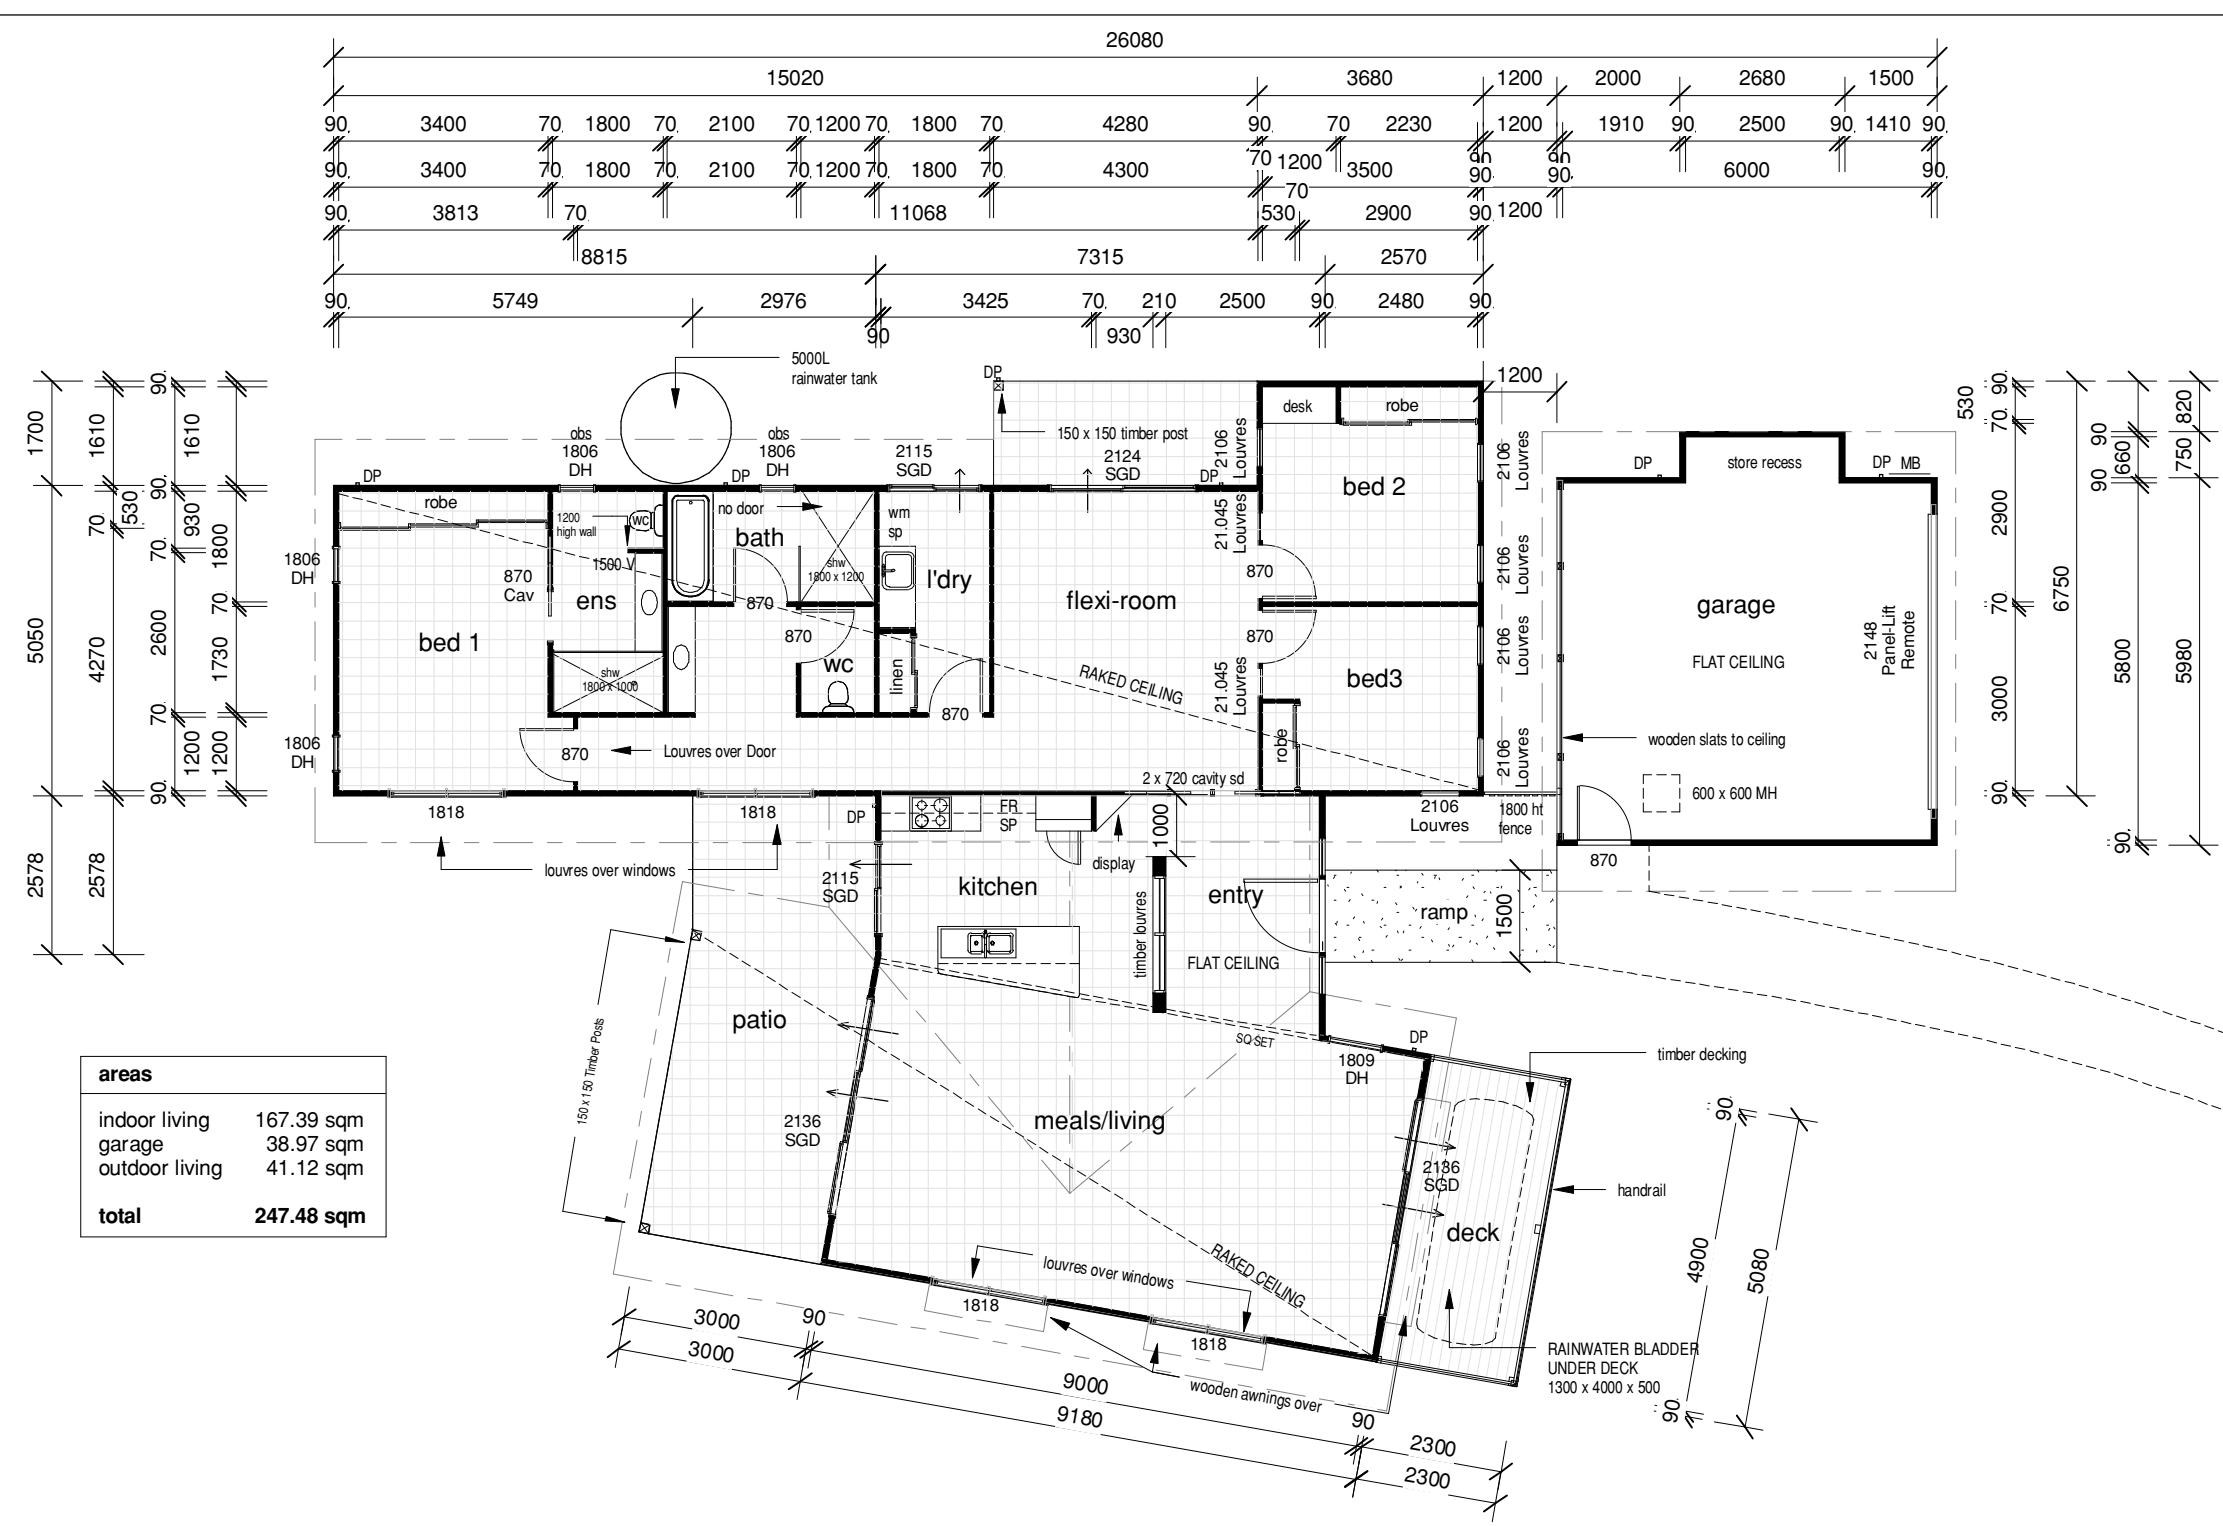 26080
15020 3680 1200 2000 2680 1500
90 3400 70 1800 70 2100 70 1200 70 1800 70 4280 90 70 2230 1200 1910 90 2500 90 1410 90
90 3400 70 1800 70 2100 70 1200 70 1800 70 4300 70 1200 3500 90 90 90 90 6000 90
90 3813 70 11068 530 70 2900 90 1200
8815 7315 2570
90 5749 2976 90 3425 70 930 210 2500 90 2480 90
5000L
rainwater tank
DP
1200
1700
5050
2578
1610
4270
2578
90
1610
90
530
70
930
70
2600
70
1200
90
1610
1800
70
1730
1200
obs
1806
DH
obs
1806
DH
2115
SGD
150 x 150 timber post
2124
SGD
2106
Louvres
desk
robe
2106
Louvres
DP
DP
DP
robe
1200
high wall
wc
1500 V
no door
bath
shw
1800 x 1200
wm
sp
l'dry
21.045
Louvres
bed 2
2106
Louvres
1806
DH
870
Cav
ens
870
870
flexi-room
870
870
bed 1
shw
1800 x 1000
wc
linen
870
RAKED CEILING
21.045
Louvres
bed3
2106
Louvres
robe
2106
Louvres
1806
DH
870
Louvres over Door
2 x 720 cavity sd
1818
1818
DP
FR
SP
1000
2106
Louvres
1800 ht
fence
louvres over windows
2115
SGD
kitchen
display
timber louvres
entry
FLAT CEILING
ramp
1500
DP
store recess
DP MB
garage
FLAT CEILING
2148
Panel-Lift
Remote
wooden slats to ceiling
600 x 600 MH
870
530
90
70
2900
70
3000
90
6750
90
660
90
5800
90
820
750
5980
150 x 150 Timber Posts
patio
SQ SET
1809
DH
DP
timber decking
2136
SGD
meals/living
2136
SGD
deck
handrail
90
4900
90
5080
louvres over windows
RAKED CEILING
1818
1818
wooden awnings over
RAINWATER BLADDER
UNDER DECK
1300 x 4000 x 500
3000 90 9000 90 2300
3000 9180 2300
areas
indoor living 167.39 sqm
garage 38.97 sqm
outdoor living 41.12 sqm
total 247.48 sqm